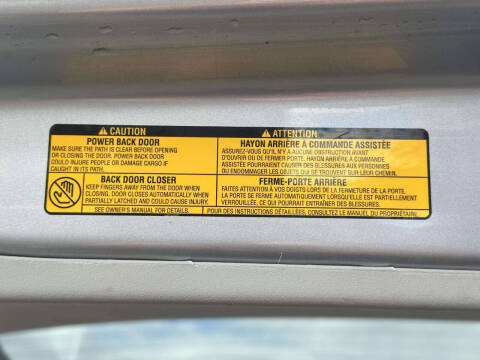 CAUTION
POWER BACK DOOR
MAKE SURE THE PATH IS CLEAR BEFORE OPENING
OR CLOSING THE DOOR. POWER BACK DOOR
COULD INJURE PEOPLE OR DAMAGE CARGO IF
CAUGHT IN ITS PATH.
BACK DOOR CLOSER
KEEP FINGERS AWAY FROM THE DOOR WHEN
CLOSING. DOOR CLOSES AUTOMATICALLY WHEN
PARTIALLY LATCHED AND COULD CAUSE INJURY.
SEE OWNER'S MANUAL FOR DETAILS.
ATTENTION
HAYON ARRIÈRE À COMMANDE ASSISTÉE
ASSUREZ-VOUS QU'IL N'Y A AUCUNE OBSTRUCTION AVANT
D'OUVRIR OU DE FERMER PORTE. HAYON ARRIÈRE À COMMANDE
ASSISTÉE POURRAIT CAUSER DES BLESSURES AUX PERSONNES
OU ENDOMMAGER LES OBJETS QUI SE TROUVENT SUR LEUR CHEMIN.
FERME-PORTE ARRIÈRE
FAITES ATTENTION À VOS DOIGTS LORS DE LA FERMETURE DE LA PORTE.
LA PORTE SE FERME AUTOMATIQUEMENT LORSQU'ELLE EST PARTIELLEMENT
VERROUILLÉE, CE QUI POURRAIT ENTRAÎNER DES BLESSURES.
POUR DES INSTRUCTIONS DÉTAILLÉES, CONSULTEZ LE MANUEL DU PROPRIÉTAIRE.